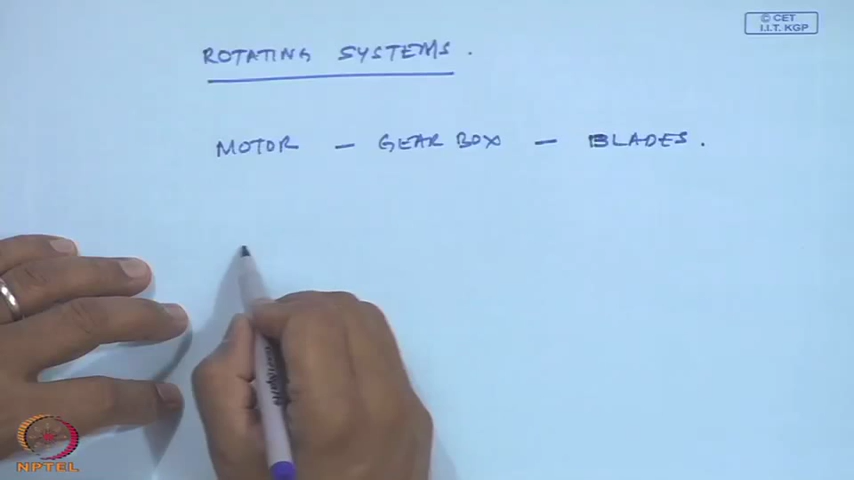 © CET
I.I.T. KGP
ROTATING SYSTEMS.
MOTOR - GEAR BOX - BLADES.
NPTEL